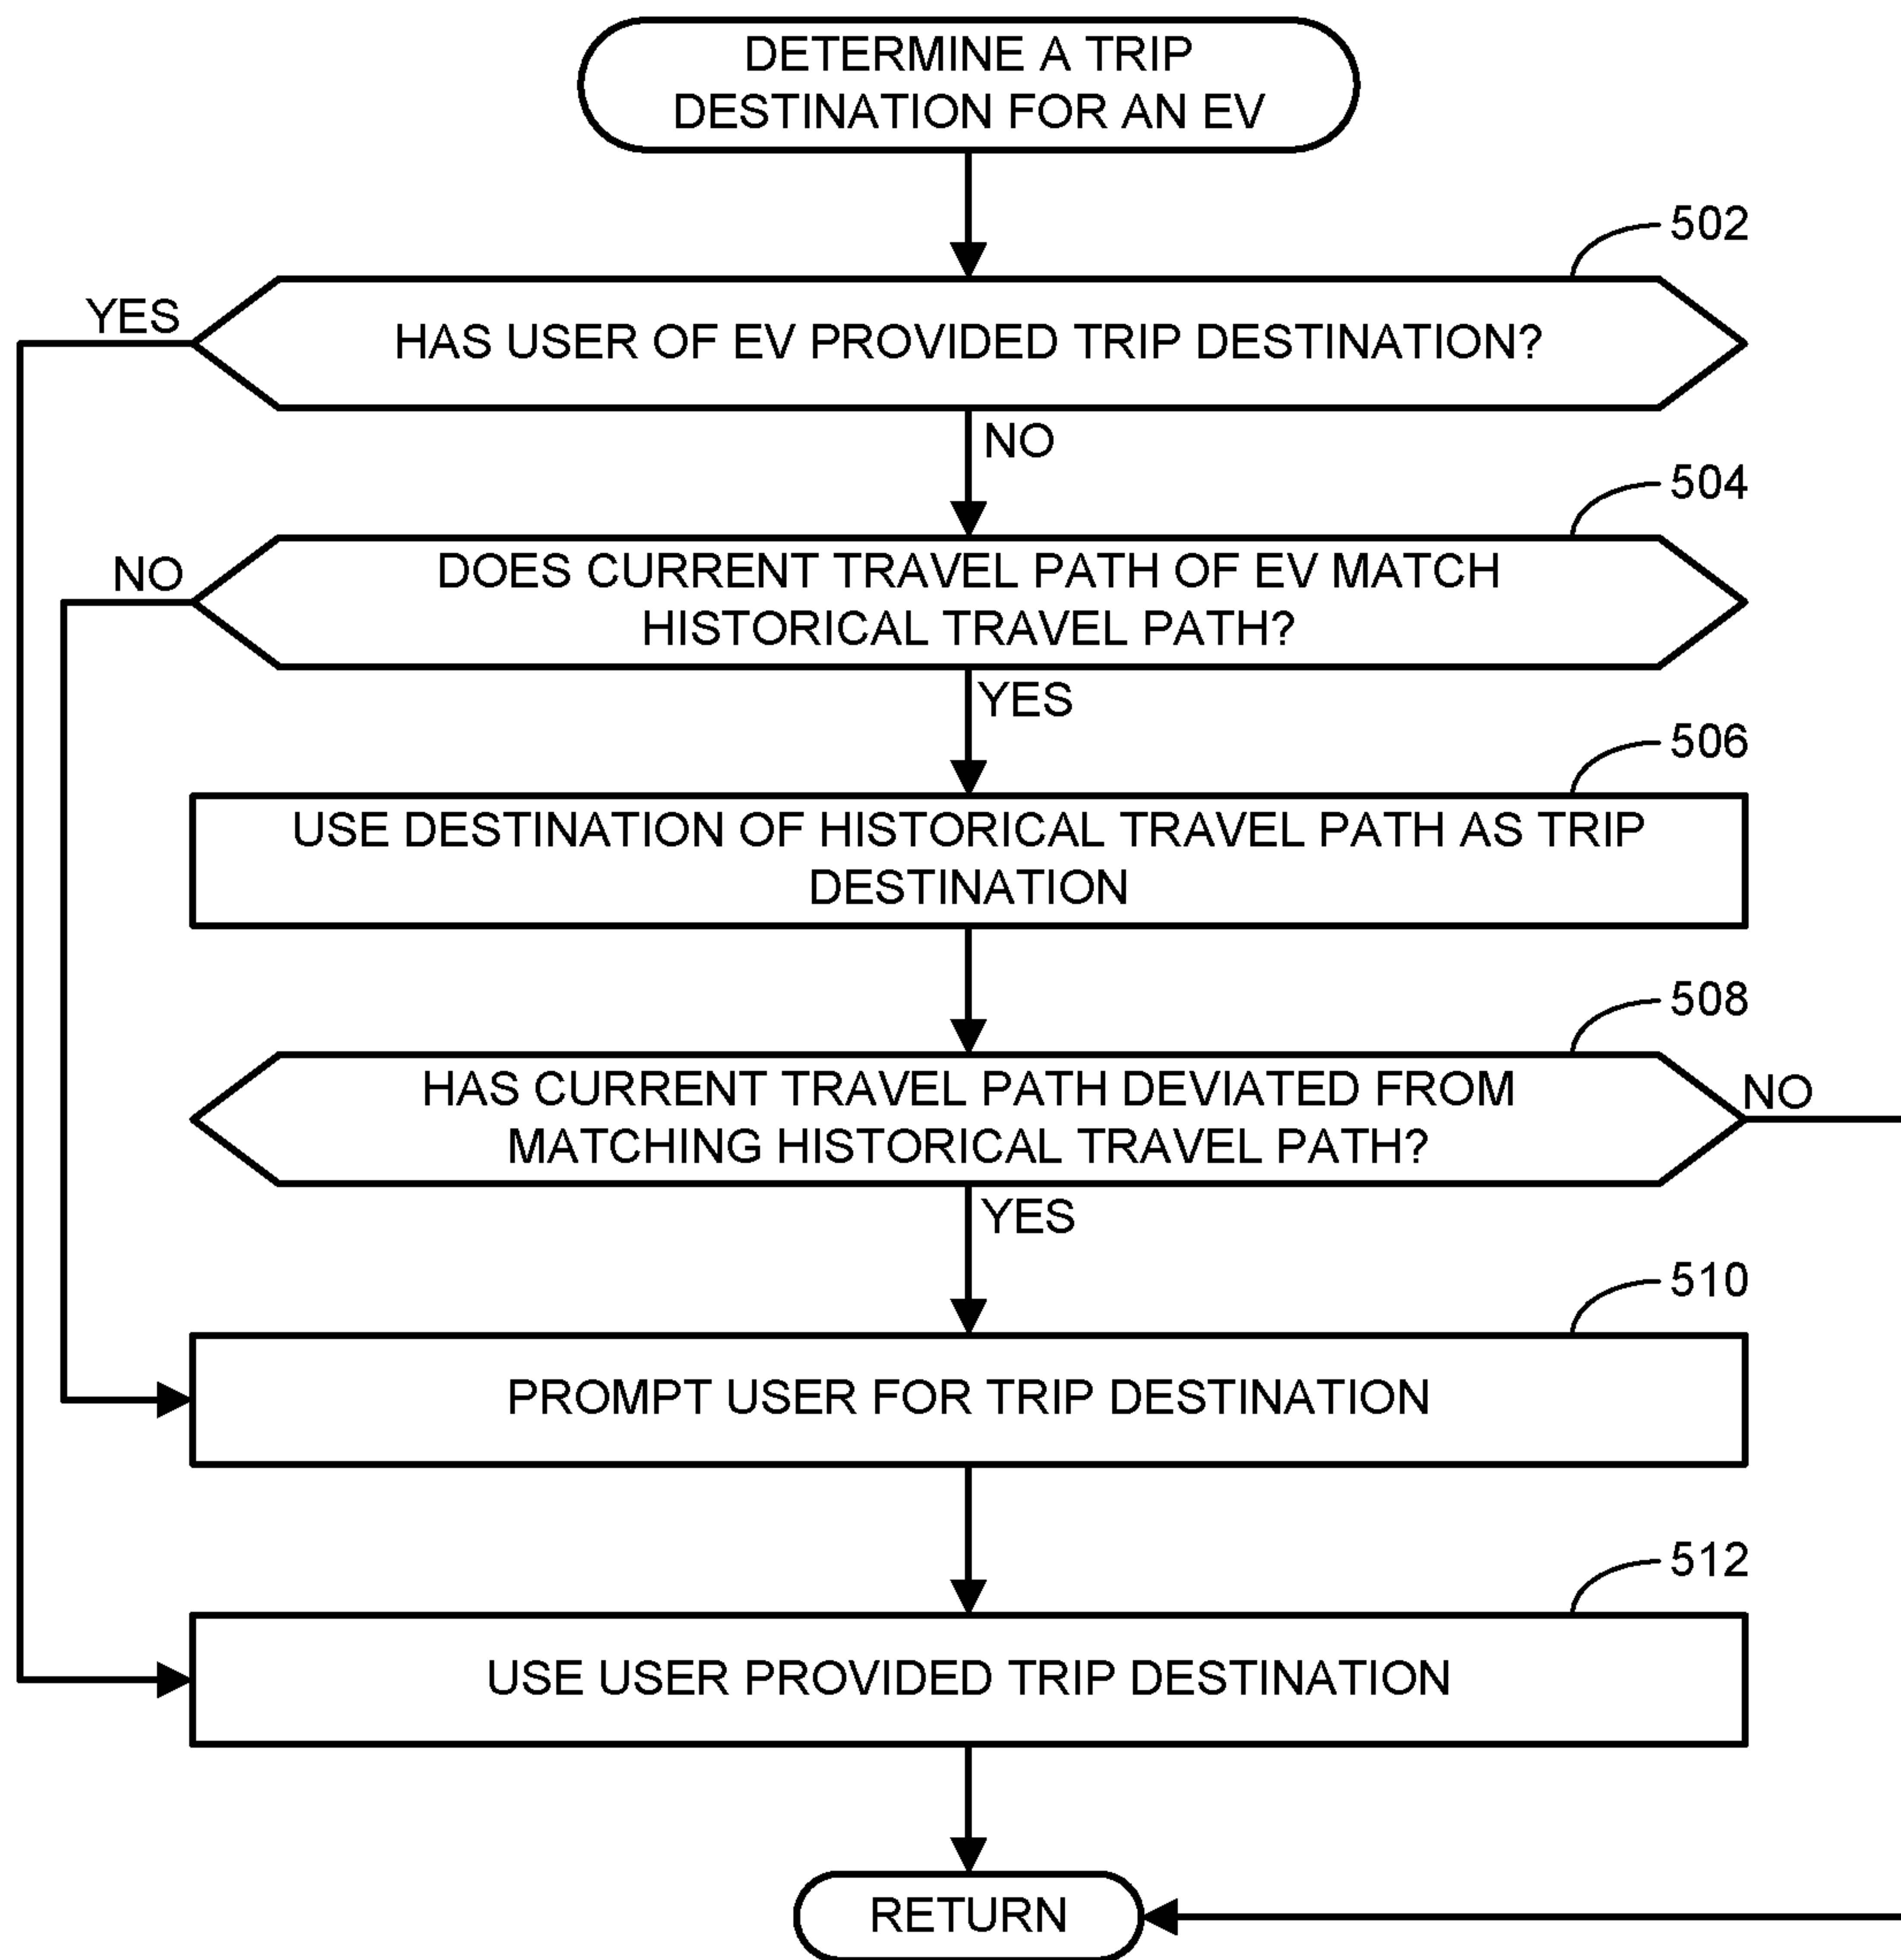 DETERMINE A TRIP
DESTINATION FOR AN EV
502
YES
HAS USER OF EV PROVIDED TRIP DESTINATION?
NO
504
NO
DOES CURRENT TRAVEL PATH OF EV MATCH
HISTORICAL TRAVEL PATH?
YES
506
USE DESTINATION OF HISTORICAL TRAVEL PATH AS TRIP
DESTINATION
508
HAS CURRENT TRAVEL PATH DEVIATED FROM
MATCHING HISTORICAL TRAVEL PATH?
NO
YES
510
PROMPT USER FOR TRIP DESTINATION
512
USE USER PROVIDED TRIP DESTINATION
RETURN